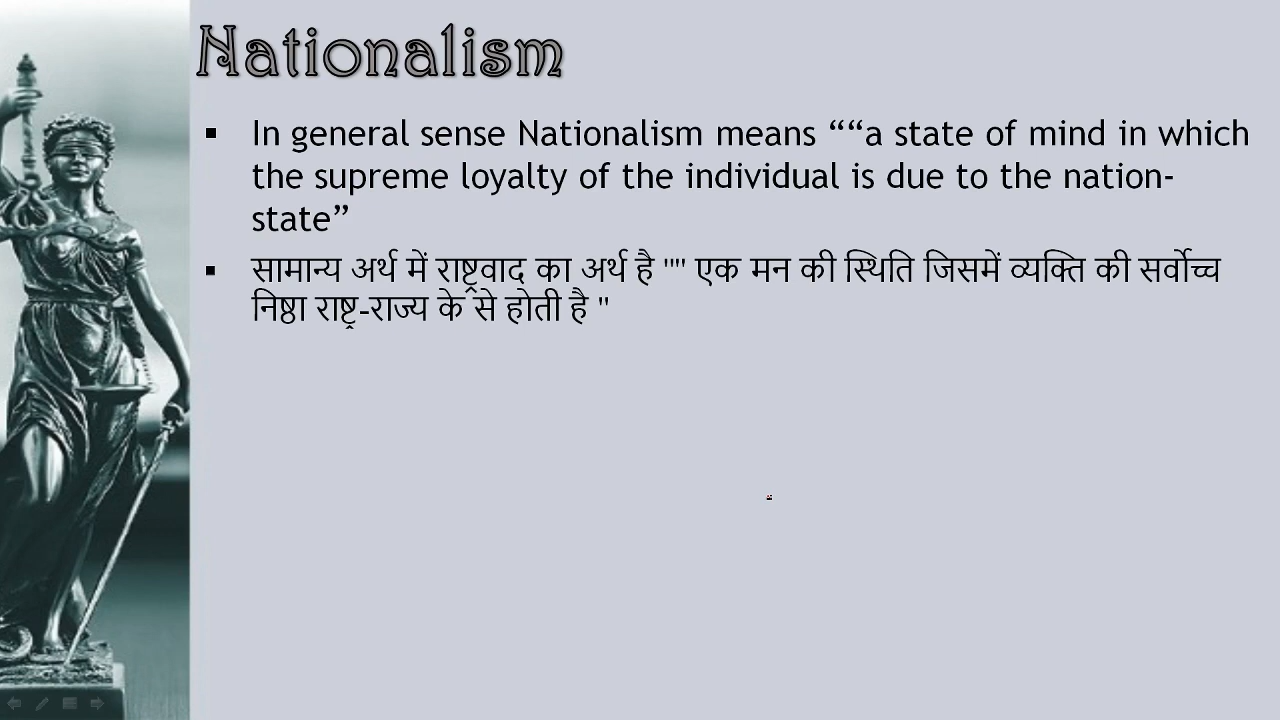 Nationalism
In general sense Nationalism means ““a state of mind in which
the supreme loyalty of the individual is due to the nation-
state”
सामान्य अर्थ में राष्ट्रवाद का अर्थ है "" एक मन की स्थिति जिसमें व्यक्ति की सर्वोच्च
निष्ठा राष्ट्र-राज्य के से होती है "